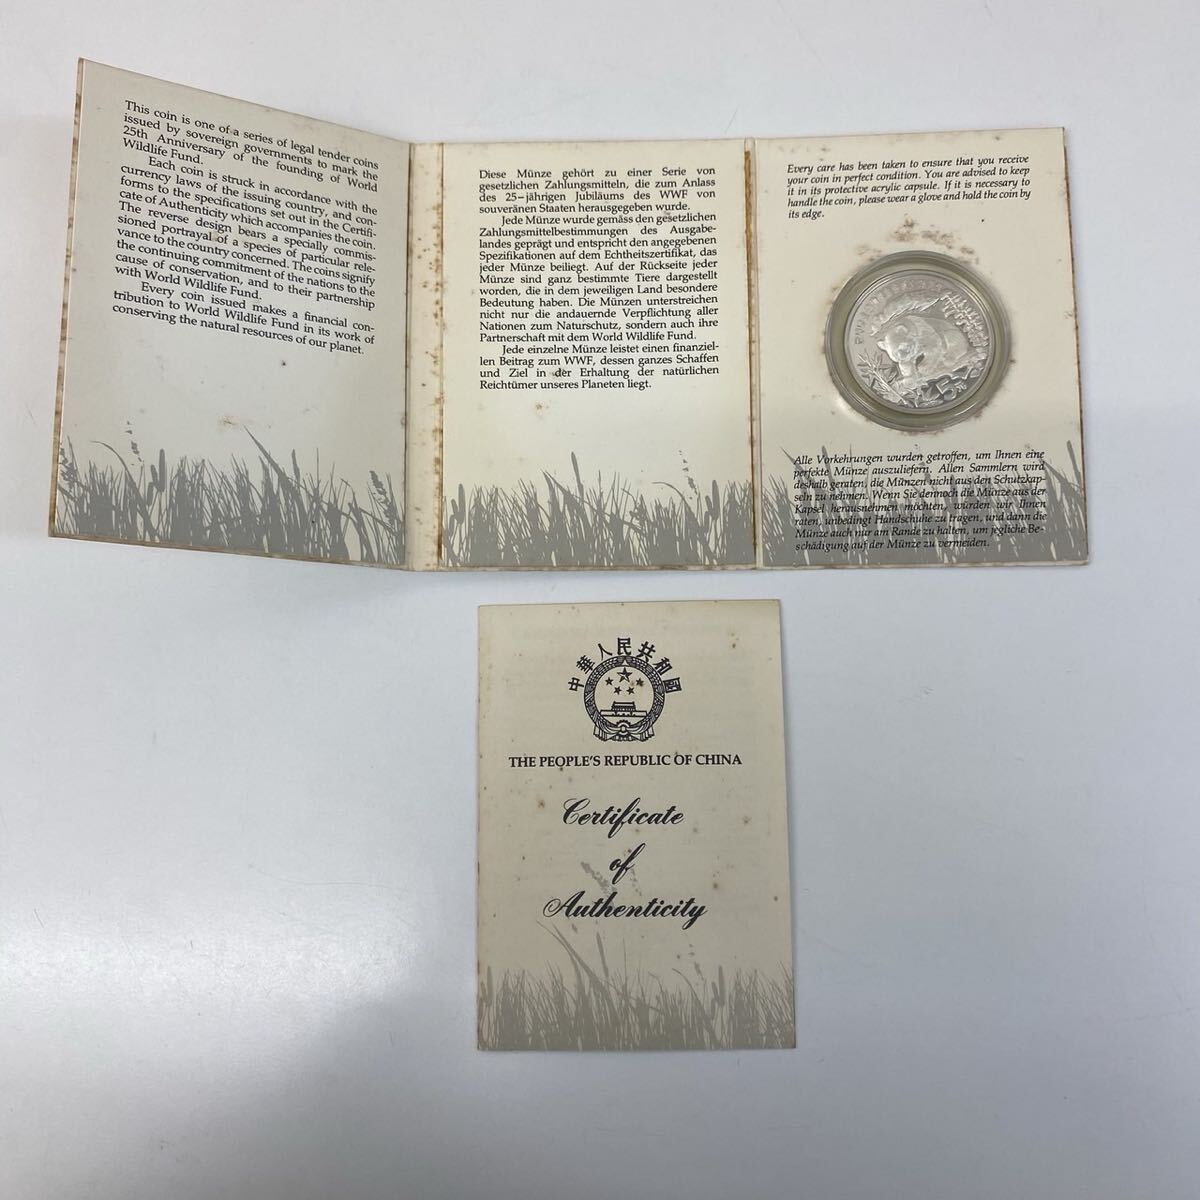 This coin is one of a series of legal tender coins
issued by sovereign governments to mark the
25th Anniversary of the founding of World
Wildlife Fund.
Each coin is struck in accordance with the
currency laws of the issuing country, and con-
forms to the specifications set out in the Certifi-
cate of Authenticity which accompanies the coin.
The reverse design bears a specially commis-
sioned portrayal of a species of particular rele-
vance to the country concerned. The coins signify
the continuing commitment of the nations to the
cause of conservation, and to their partnership
with World Wildlife Fund.
Every coin issued makes a financial con-
tribution to World Wildlife Fund in its work of
conserving the natural resources of our planet.
Diese Münze gehört zu einer Serie von
gesetzlichen Zahlungsmitteln, die zum Anlass
des 25-jährigen Jubiläums des WWF von
souveränen Staaten herausgegeben wurde.
Jede Münze wurde gemäss den gesetzlichen
Zahlungsmittelbestimmungen des Ausgabe-
landes geprägt und entspricht den angegebenen
Spezifikationen auf dem Echtheitszertifikat, das
jeder Münze beiliegt. Auf der Rückseite jeder
Münze sind ganz bestimmte Tiere dargestellt
worden, die in dem jeweiligen Land besondere
Bedeutung haben. Die Münzen unterstreichen
nicht nur die andauernde Verpflichtung aller
Nationen zum Naturschutz, sondern auch ihre
Partnerschaft mit dem World Wildlife Fund.
Jede einzelne Münze leistet einen finanziel-
len Beitrag zum WWF, dessen ganzes Schaffen
und Ziel in der Erhaltung der natürlichen
Reichtümer unseres Planeten liegt.
Every care has been taken to ensure that you receive
your coin in perfect condition. You are advised to keep
it in its protective acrylic capsule. If it is necessary to
handle the coin, please wear a glove and hold the coin by
its edge.
5元
Alle Vorkehrungen wurden getroffen, um Ihnen eine
perfekte Münze auszuliefern. Allen Sammlern wird
deshalb geraten, die Münzen nicht aus den Schutzkap-
seln zu nehmen. Wenn Sie dennoch die Münze aus der
Kapsel herausnehmen möchten, würden wir Ihnen
raten, unbedingt Handschuhe zu tragen, und dann die
Münze auch nur am Rande zu halten, um jegliche Be-
schädigung auf der Münze zu vermeiden.
中華人民共和國
THE PEOPLE'S REPUBLIC OF CHINA
Certificate
of
Authenticity